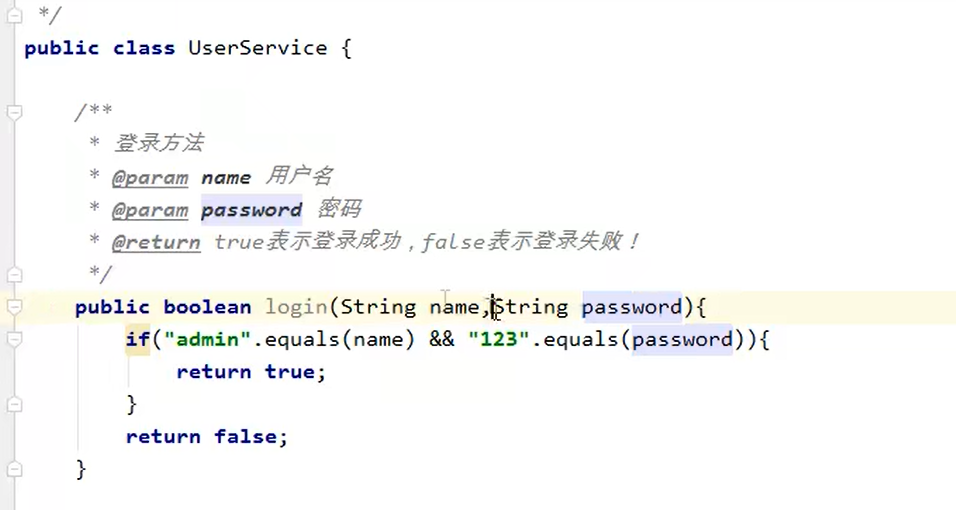 */
public class UserService {
/**
* 登录方法
* @param name 用户名
* @param password 密码
* @return true表示登录成功，false表示登录失败！
*/
public boolean login(String name,String password){
if("admin".equals(name) && "123".equals(password)){
return true;
}
return false;
}